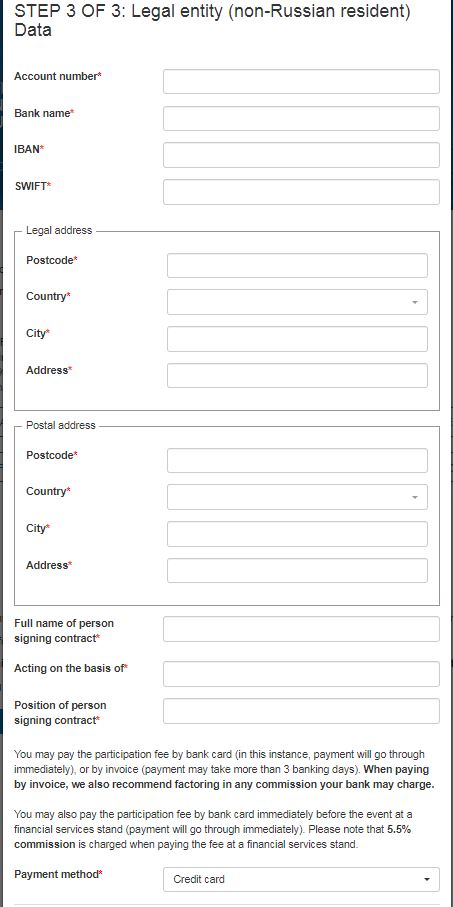 STEP 3 OF 3: Legal entity (non-Russian resident)
Data
Account number*
Bank name*
IBAN*
SWIFT*
Legal address
Postcode*
Country*
City*
Address*
Postal address
Postcode*
Country*
City*
Address*
Full name of person
signing contract*
Acting on the basis of*
Position of person
signing contract*
You may pay the participation fee by bank card (in this instance, payment will go through
immediately), or by invoice (payment may take more than 3 banking days). When paying
by invoice, we also recommend factoring in any commission your bank may charge.
You may also pay the participation fee by bank card immediately before the event at a
financial services stand (payment will go through immediately). Please note that 5.5%
commission is charged when paying the fee at a financial services stand.
Payment method*
Credit card